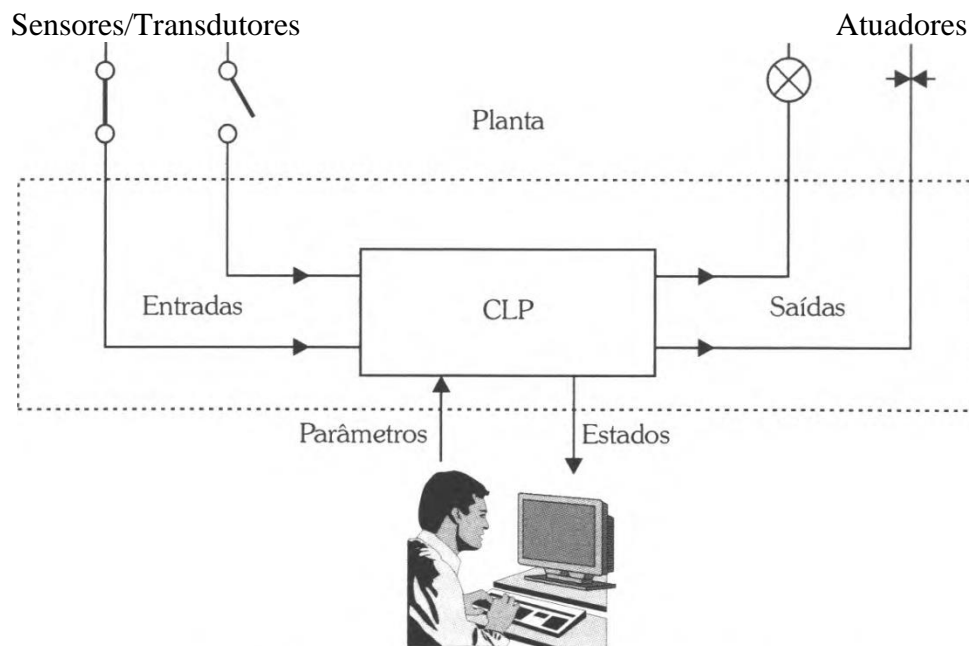 Sensores/Transdutores
Atuadores
Planta
Entradas
CLP
Saídas
Parâmetros
Estados